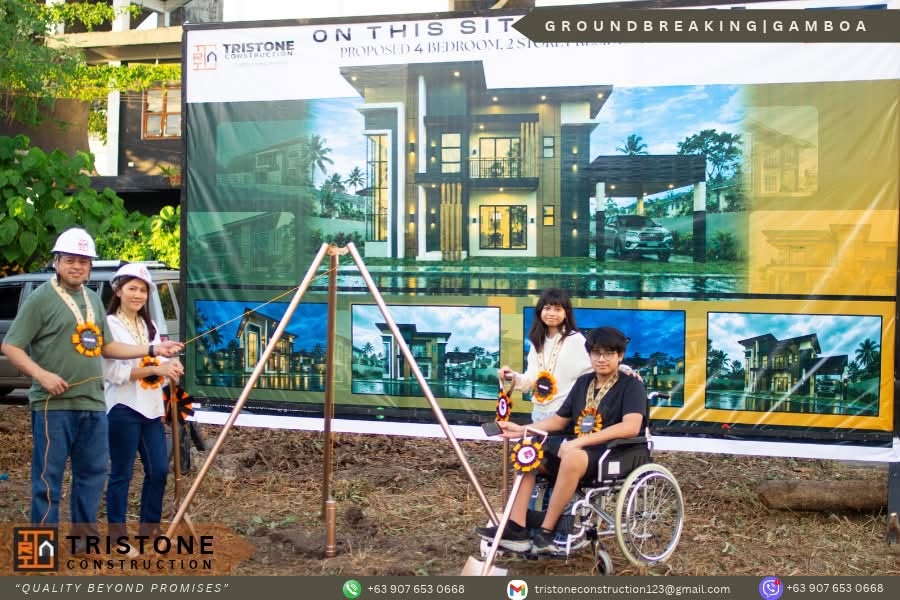 GROUNDBREAKING|GAMBOA
ON THIS SIT
TRISTONE
CONSTRUCTION
PROPOSED 4 BEDROOM, 2 STOREY
TRISTONE
CONSTRUCTION
"QUALITY BEYOND PROMISES"
+63 907 653 0668
tristoneconstruction123@gmail.com
+63 907 653 0668